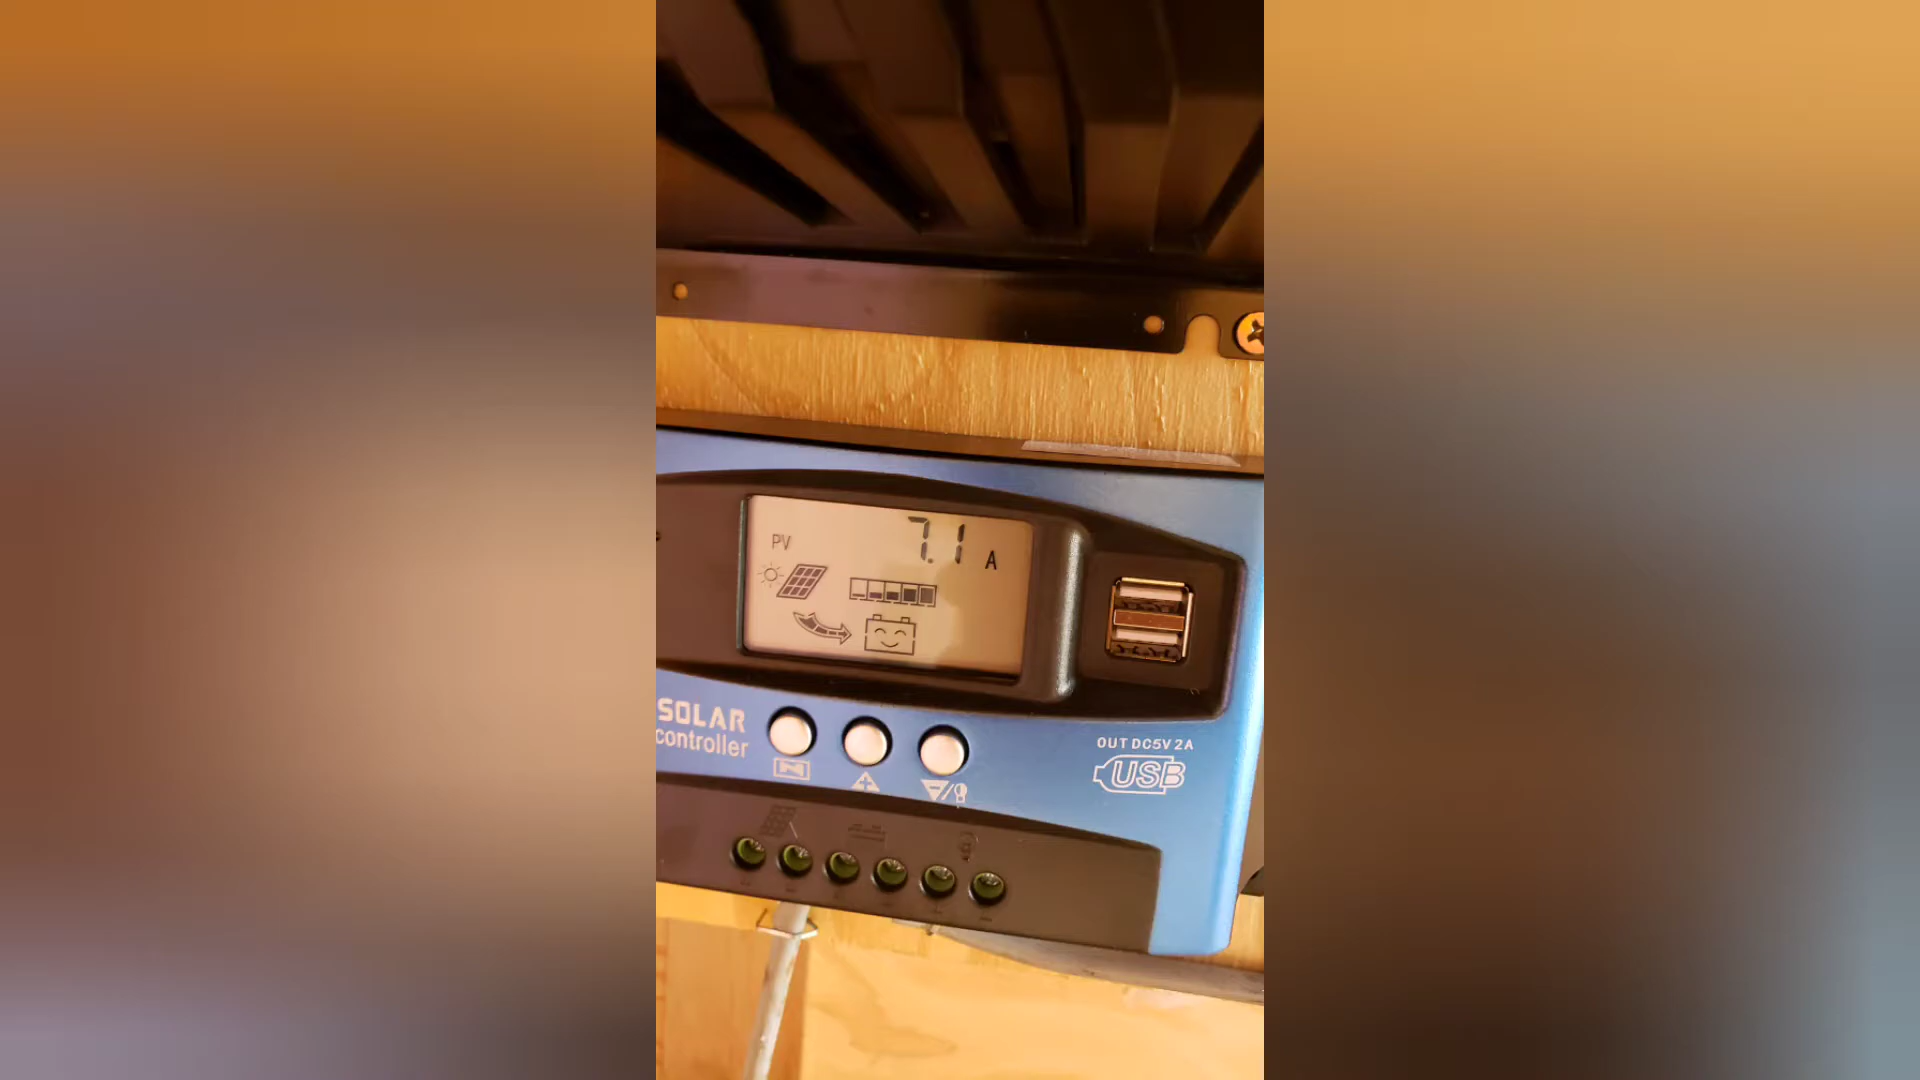 PV
7.1 A
SOLAR
controller
OUT DC5V 2A
USB